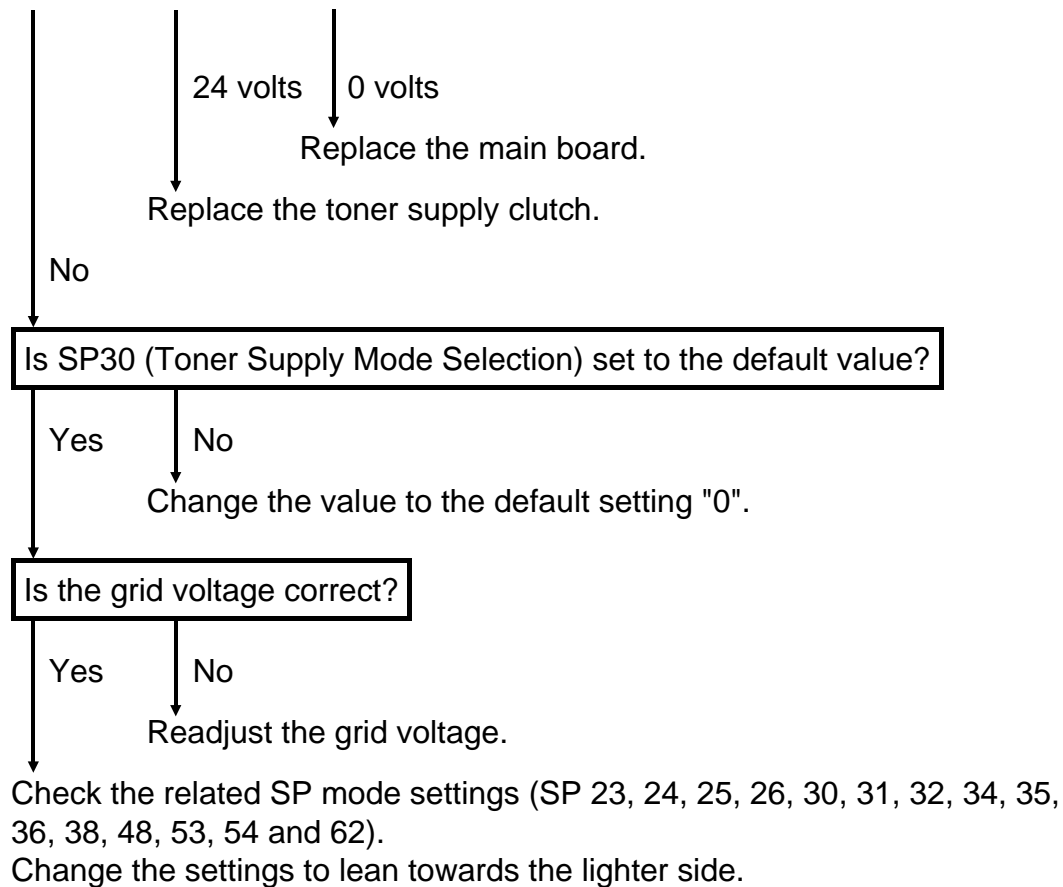 24 volts
0 volts
Replace the main board.
Replace the toner supply clutch.
No
Is SP30 (Toner Supply Mode Selection) set to the default value?
Yes
No
Change the value to the default setting "0".
Is the grid voltage correct?
Yes
No
Readjust the grid voltage.
Check the related SP mode settings (SP 23, 24, 25, 26, 30, 31, 32, 34, 35,
36, 38, 48, 53, 54 and 62).
Change the settings to lean towards the lighter side.